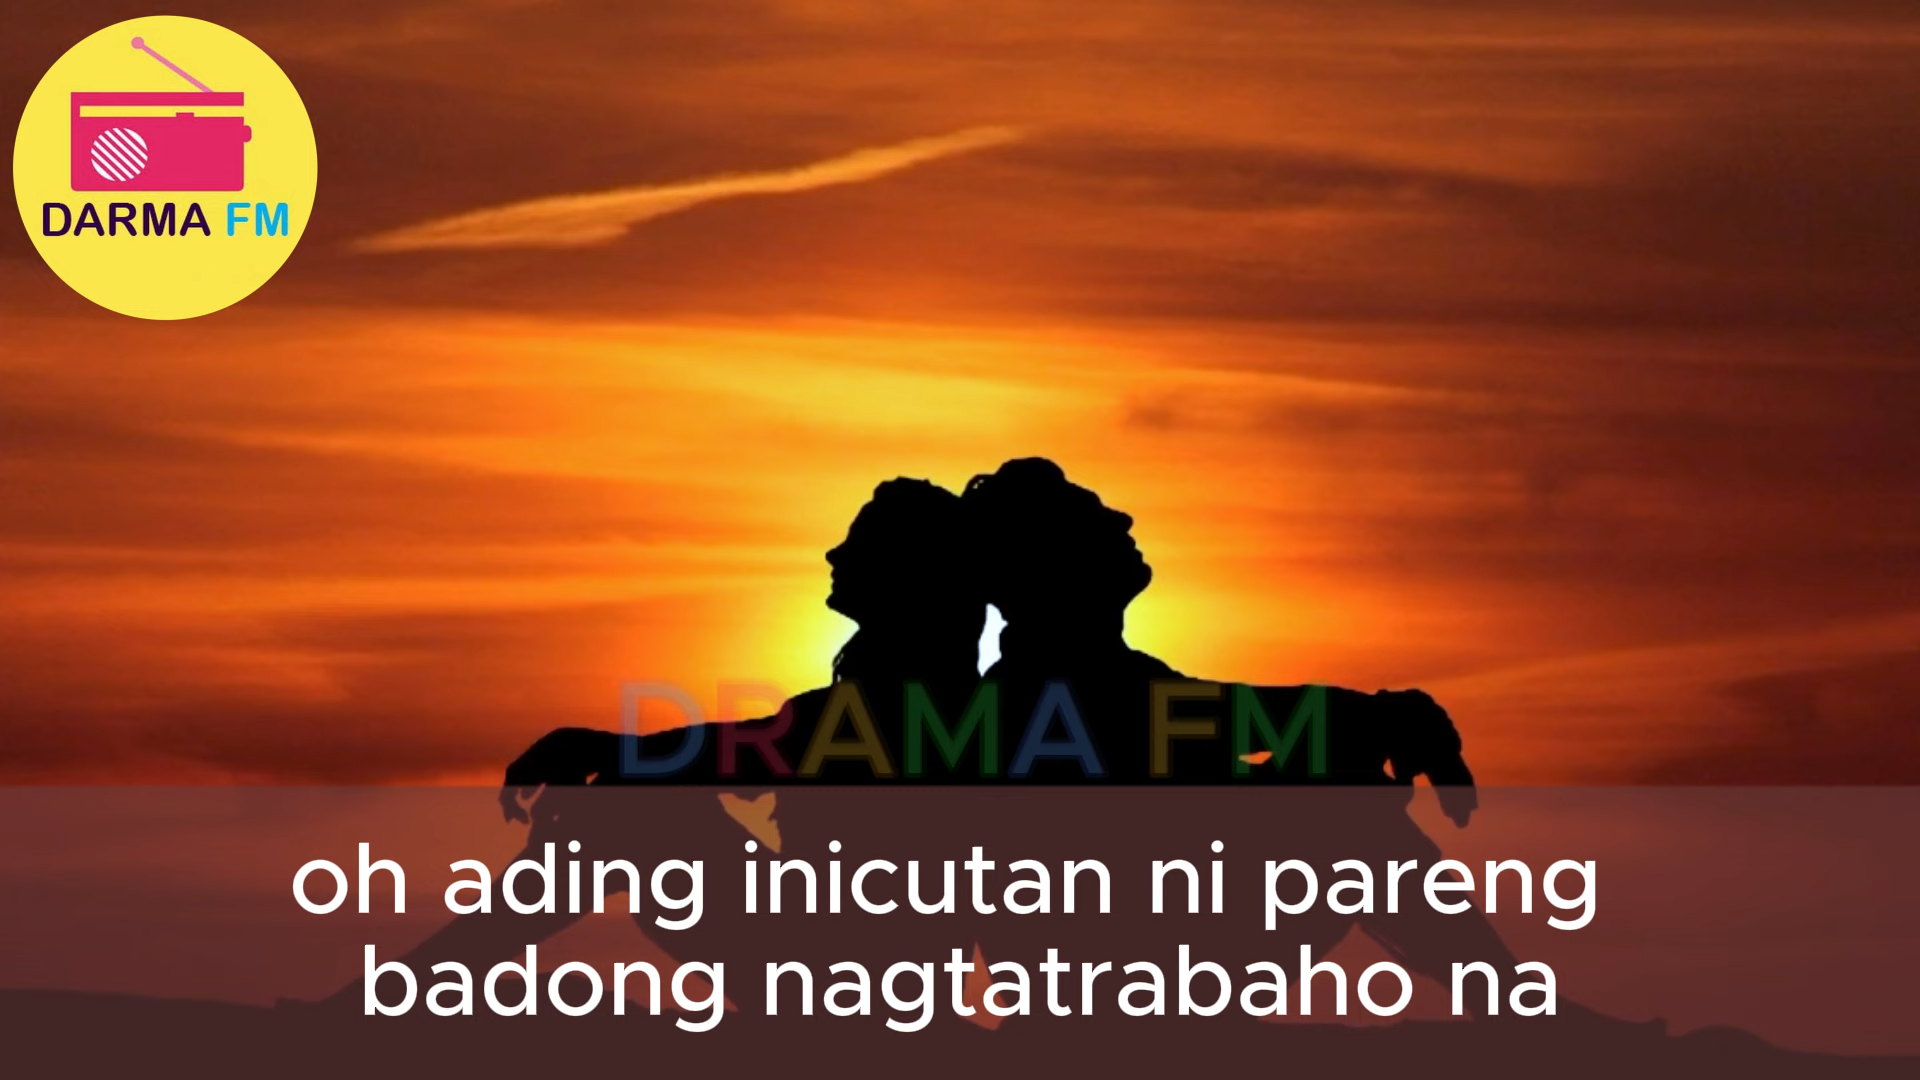 DARMA FM
DRAMA FM
oh ading inicutan ni pareng
badong nagtatrabaho na